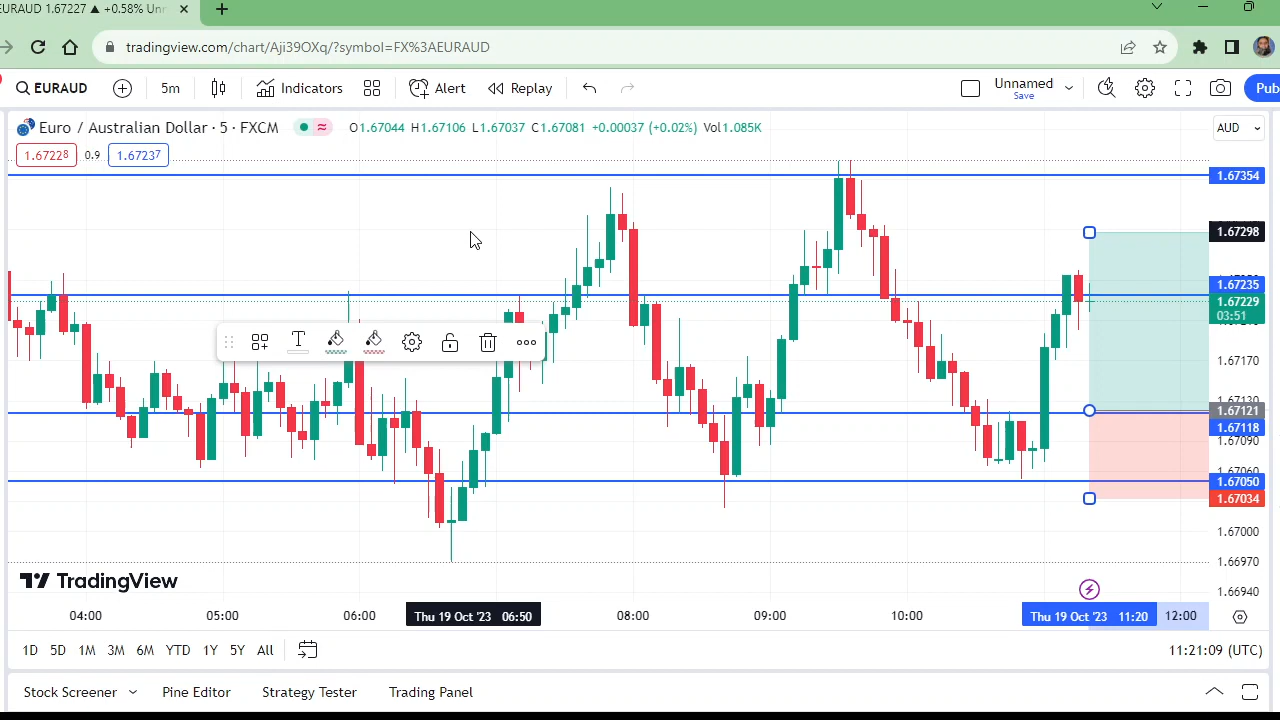 EURAUD 1.67227 ▲ +0.58% Unn
tradingview.com/chart/Aji39OXq/?symbol=FX%3AEURAUD
EURAUD 5m Indicators Alert Replay Unnamed Save Pub
Euro / Australian Dollar · 5 · FXCM O1.67044 H1.67106 L1.67037 C1.67081 +0.00037 (+0.02%) Vol1.085K AUD
1.67228 0.9 1.67237
1.67354
1.67298
1.67235
1.67229
03:51
1.67170
1.67130
1.67121
1.67118
1.67090
1.67060
1.67050
1.67034
1.67000
1.66970
1.66940
TradingView
04:00 05:00 06:00 Thu 19 Oct '23 06:50 08:00 09:00 10:00 Thu 19 Oct '23 11:20 12:00
1D 5D 1M 3M 6M YTD 1Y 5Y All 11:21:09 (UTC)
Stock Screener Pine Editor Strategy Tester Trading Panel